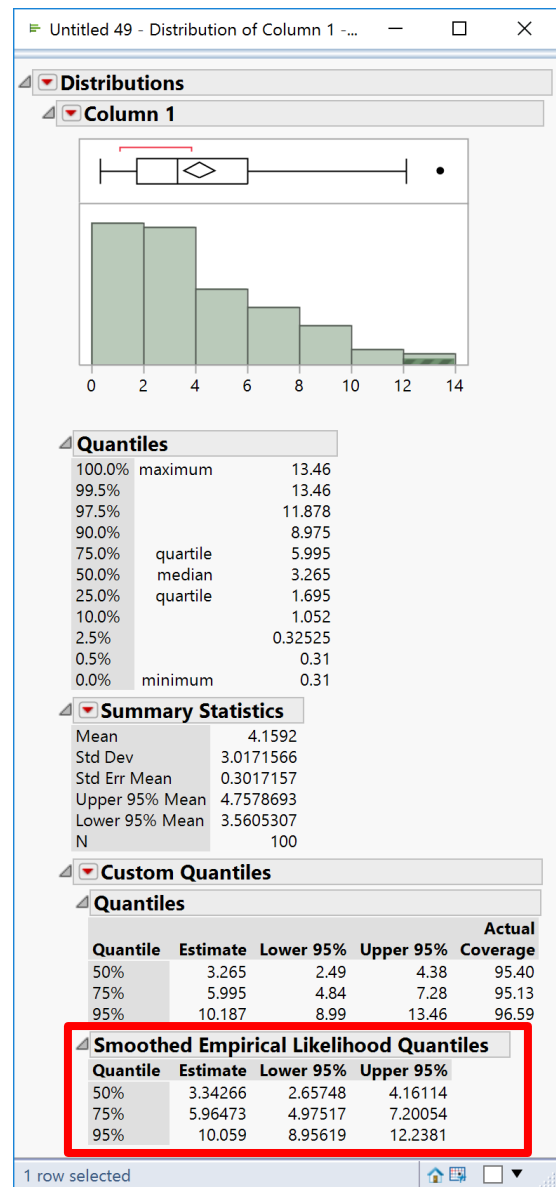 Untitled 49 - Distribution of Column 1 -...
Distributions
Column 1
0 2 4 6 8 10 12 14
Quantiles
100.0% maximum 13.46
99.5% 13.46
97.5% 11.878
90.0% 8.975
75.0% quartile 5.995
50.0% median 3.265
25.0% quartile 1.695
10.0% 1.052
2.5% 0.32525
0.5% 0.31
0.0% minimum 0.31
Summary Statistics
Mean 4.1592
Std Dev 3.0171566
Std Err Mean 0.3017157
Upper 95% Mean 4.7578693
Lower 95% Mean 3.5605307
N 100
Custom Quantiles
Quantiles
Actual
Quantile Estimate Lower 95% Upper 95% Coverage
50% 3.265 2.49 4.38 95.40
75% 5.995 4.84 7.28 95.13
95% 10.187 8.99 13.46 96.59
Smoothed Empirical Likelihood Quantiles
Quantile Estimate Lower 95% Upper 95%
50% 3.34266 2.65748 4.16114
75% 5.96473 4.97517 7.20054
95% 10.059 8.95619 12.2381
1 row selected